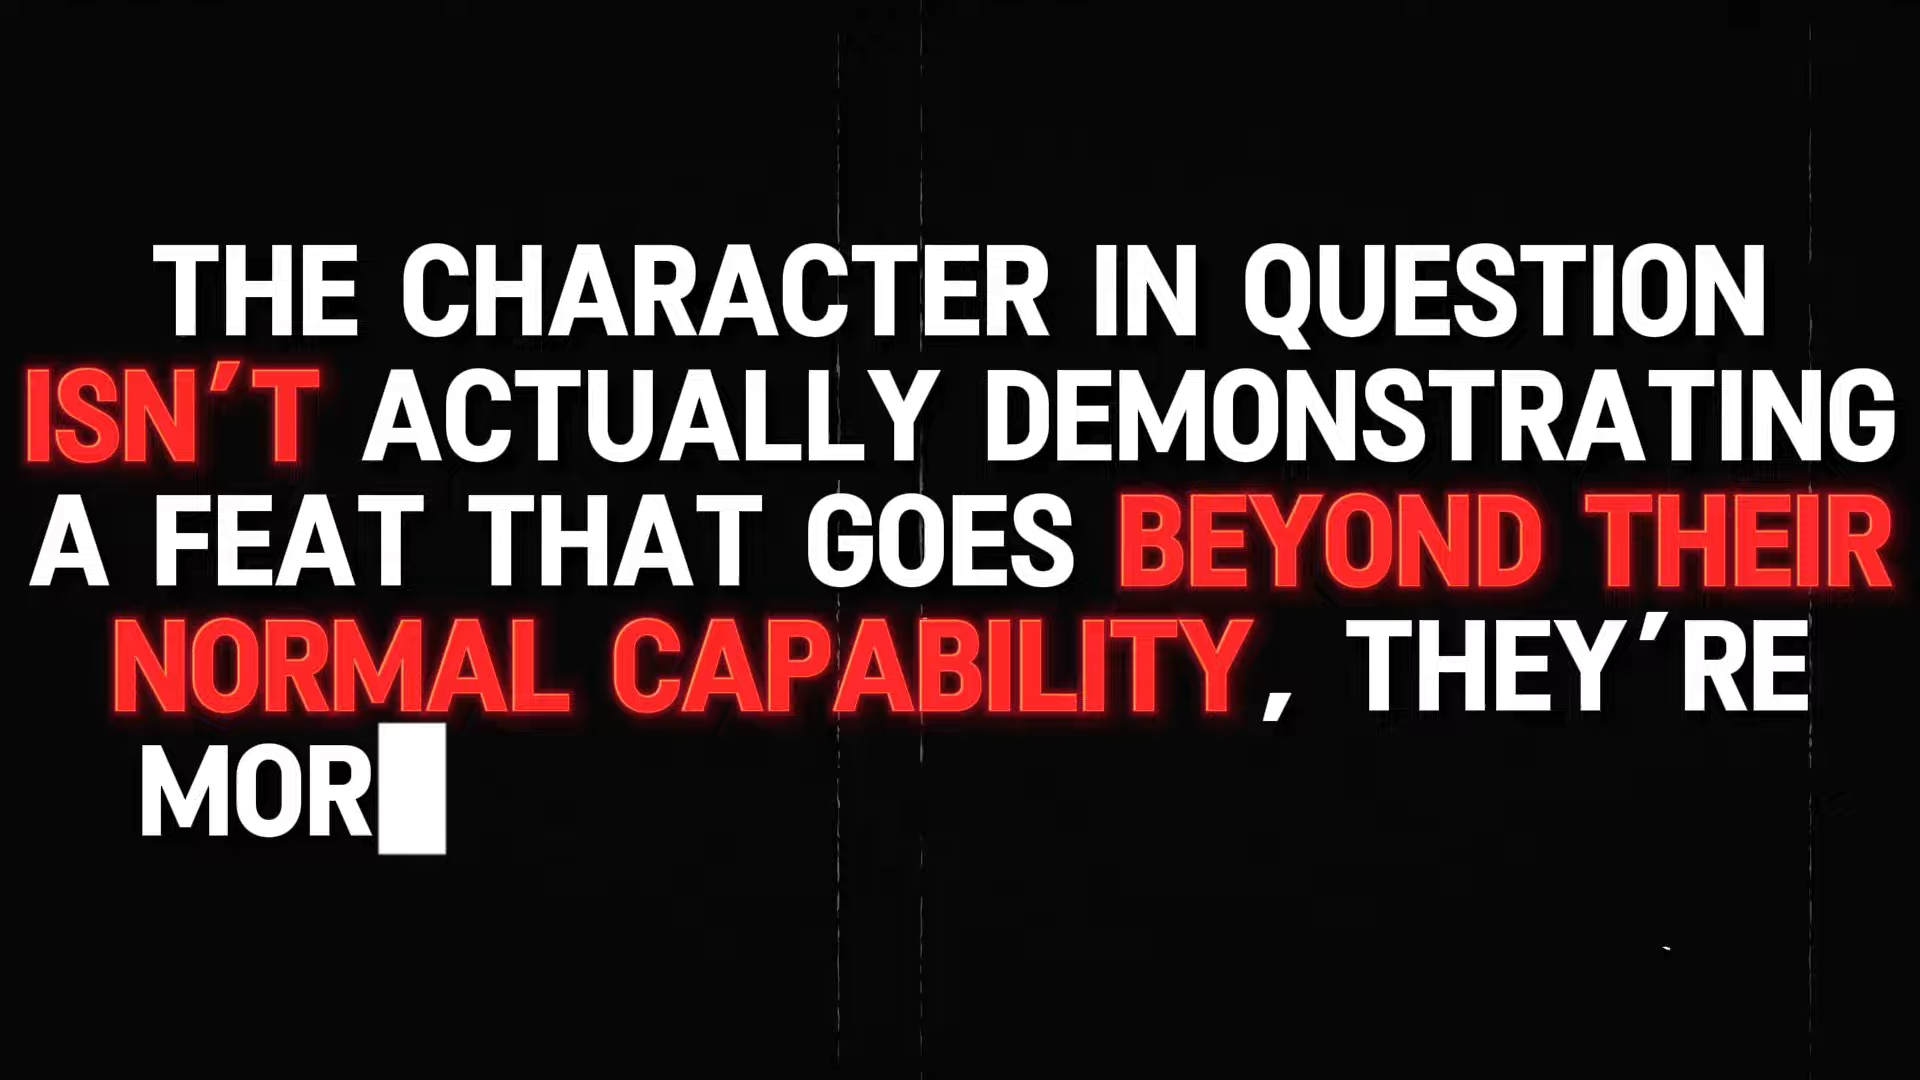 THE CHARACTER IN QUESTION
ISN'T ACTUALLY DEMONSTRATING
A FEAT THAT GOES BEYOND THEIR
NORMAL CAPABILITY, THEY'RE
MOR